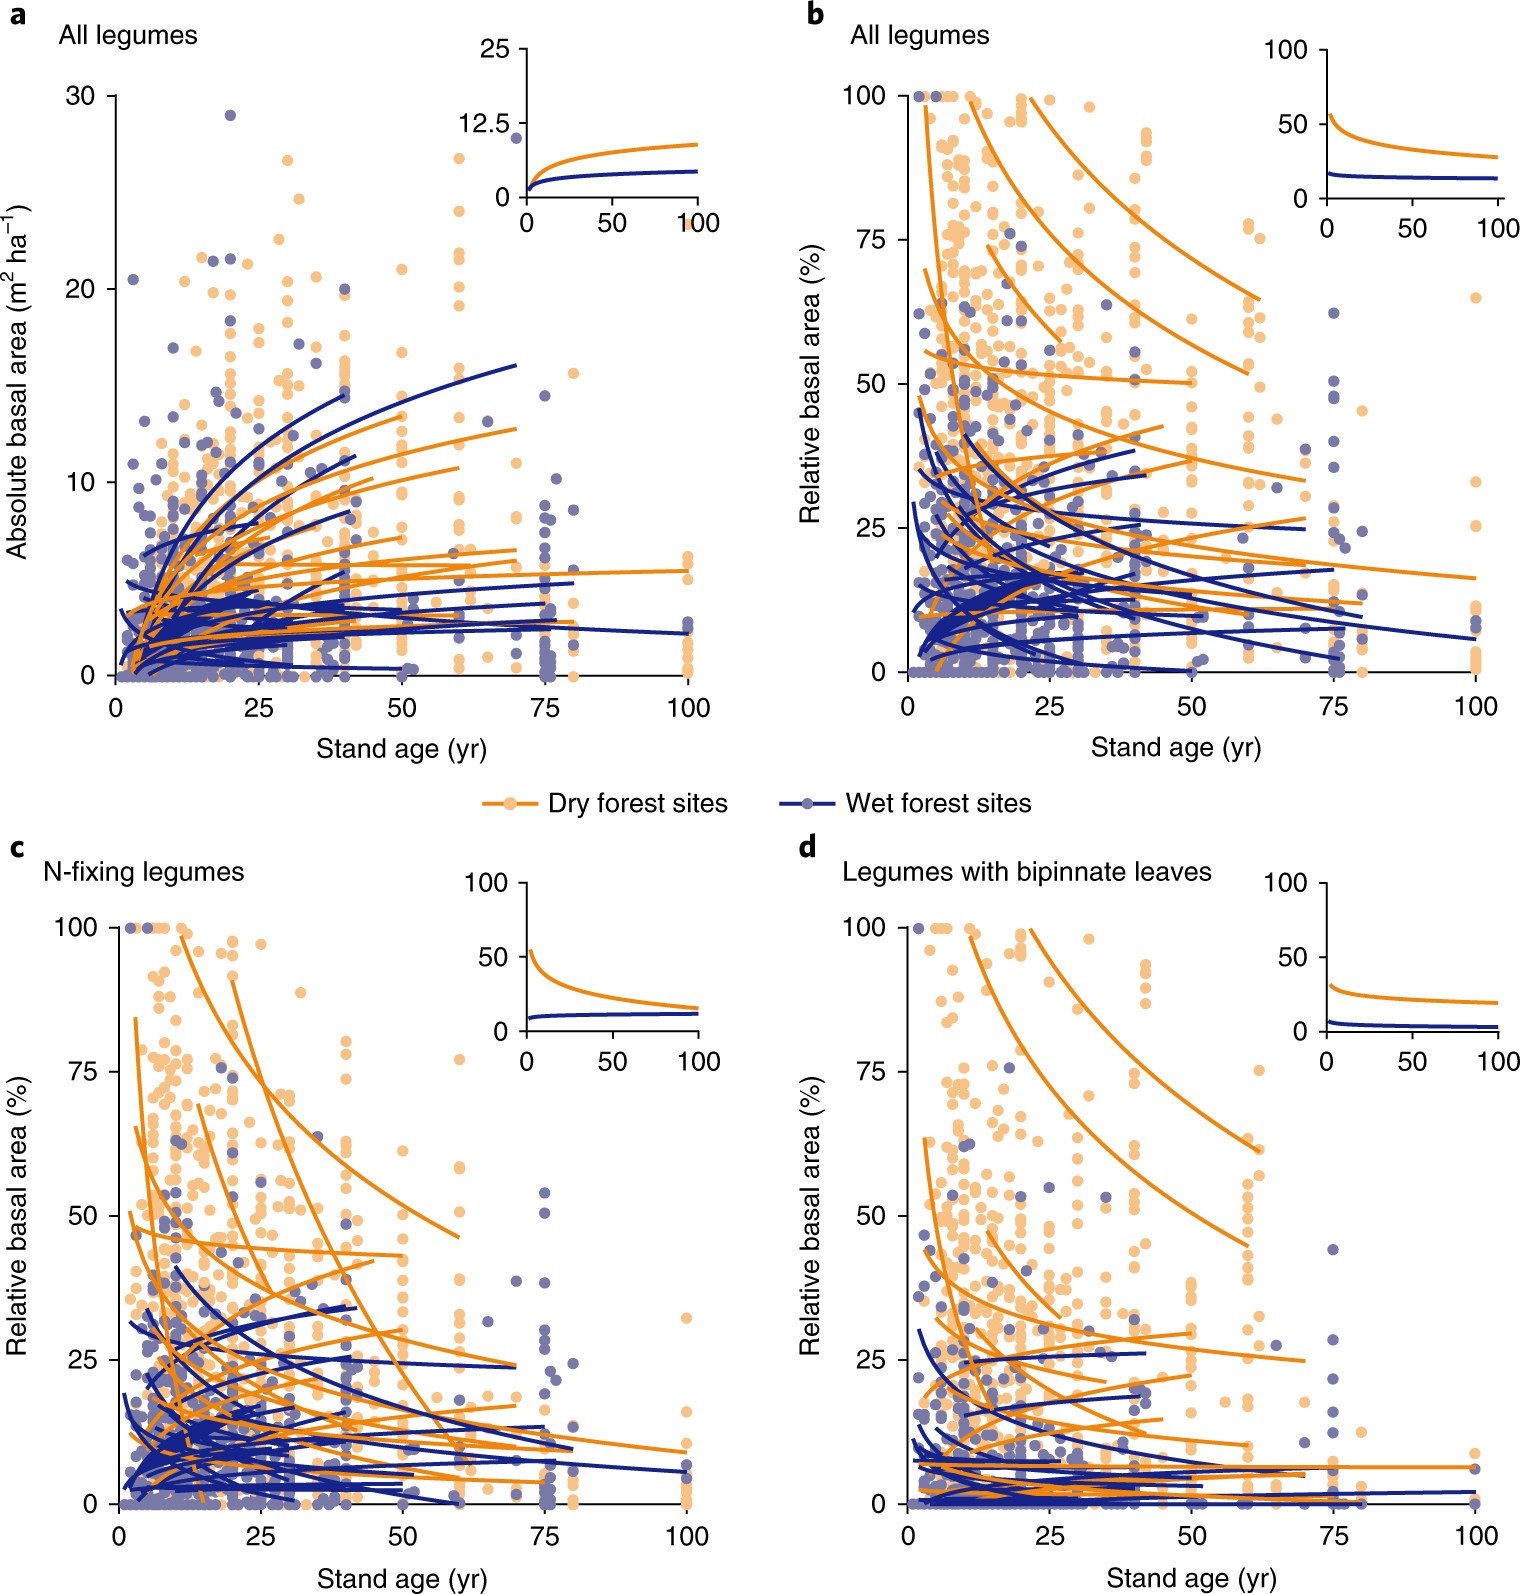 a
All legumes
25
12.5
0
0 50 100
30
20
10
0
0 25 50 75 100
Absolute basal area (m² ha⁻¹)
Stand age (yr)
b
All legumes
100
50
0
0 50 100
100
75
50
25
0
0 25 50 75 100
Relative basal area (%)
Stand age (yr)
Dry forest sites Wet forest sites
c
N-fixing legumes
100
50
0
0 50 100
100
75
50
25
0
0 25 50 75 100
Relative basal area (%)
Stand age (yr)
d
Legumes with bipinnate leaves
100
50
0
0 50 100
100
75
50
25
0
0 25 50 75 100
Relative basal area (%)
Stand age (yr)